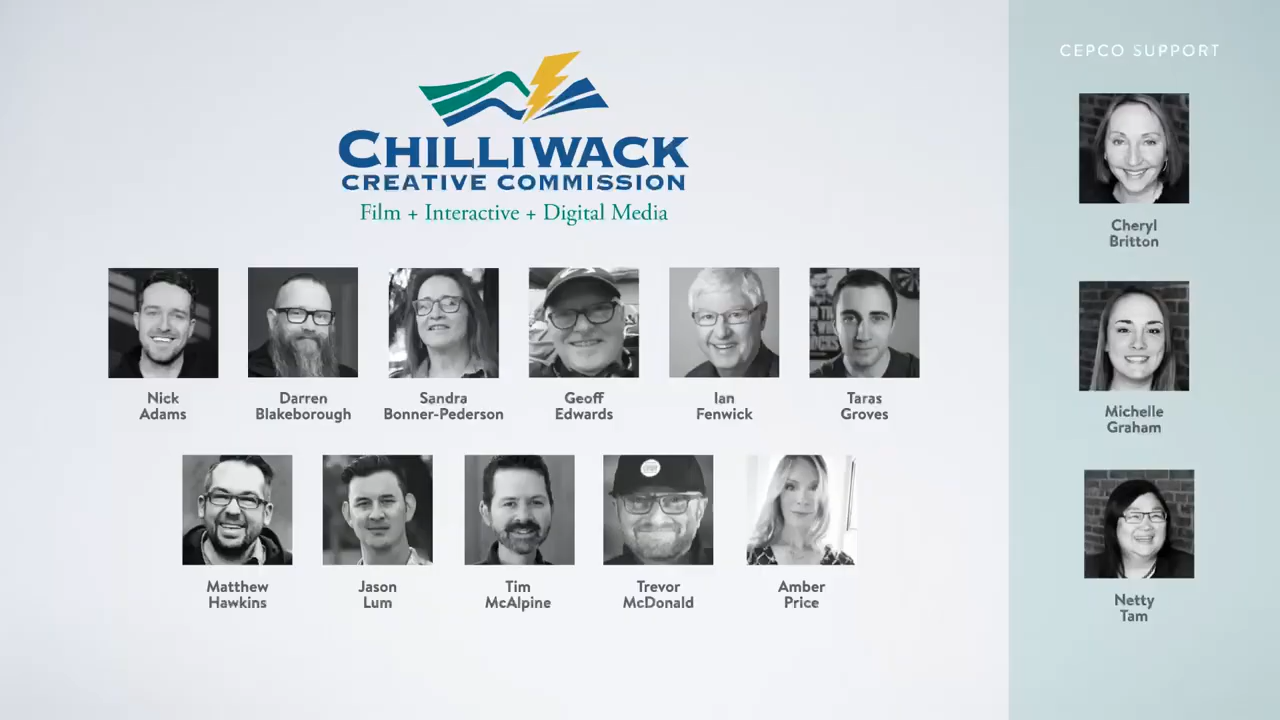 CEPCO SUPPORT
CHILLIWACK
CREATIVE COMMISSION
Film + Interactive + Digital Media
Nick
Adams
Darren
Blakeborough
Sandra
Bonner-Pederson
Geoff
Edwards
Ian
Fenwick
Taras
Groves
Matthew
Hawkins
Jason
Lum
Tim
McAlpine
Trevor
McDonald
Amber
Price
Cheryl
Britton
Michelle
Graham
Netty
Tam